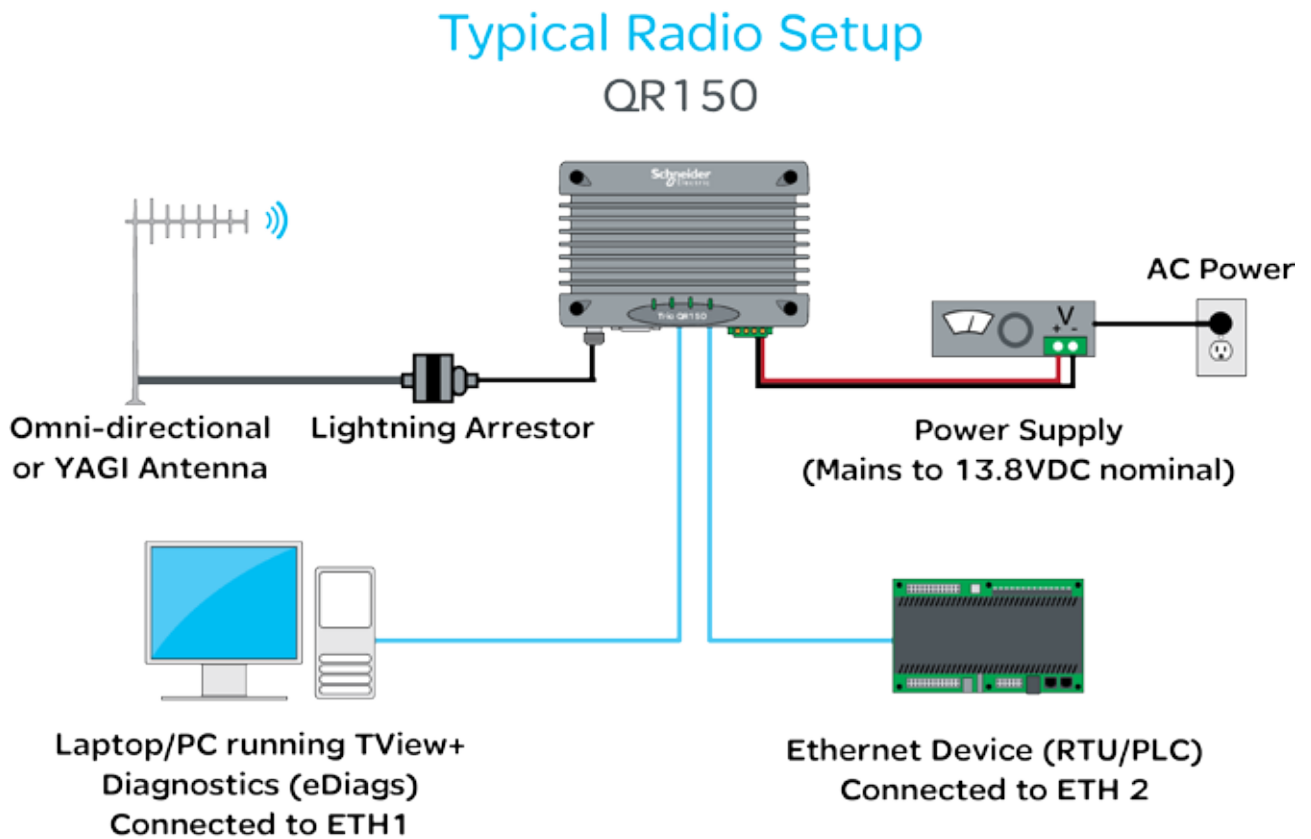 Typical Radio Setup
QR150
Schneider
Electric
Trio QR150
AC Power
V
+ -
Omni-directional
or YAGI Antenna
Lightning Arrestor
Power Supply
(Mains to 13.8VDC nominal)
Laptop/PC running TView+
Diagnostics (eDiags)
Connected to ETH1
Ethernet Device (RTU/PLC)
Connected to ETH 2